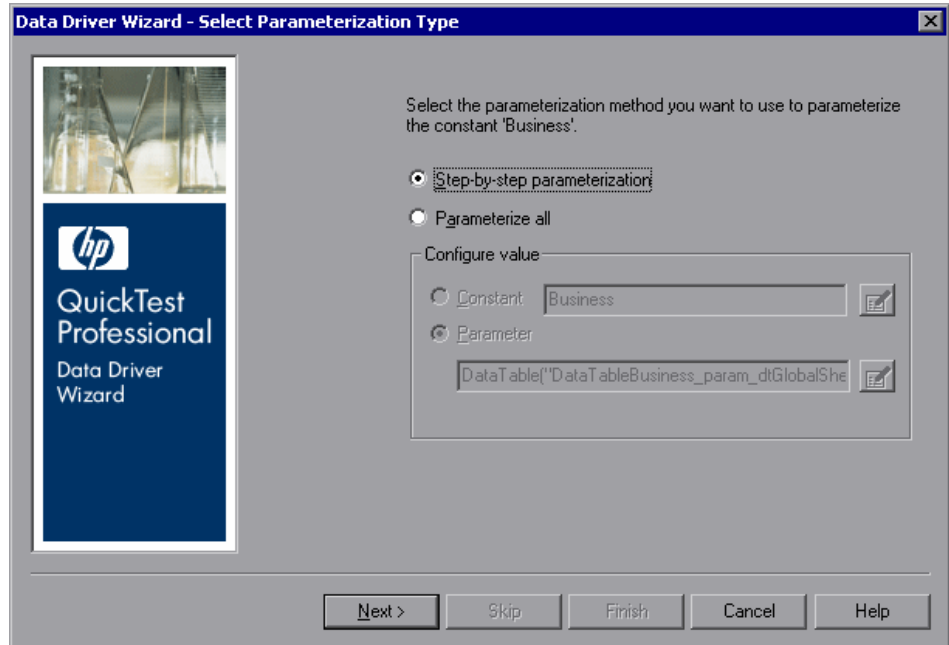 Data Driver Wizard - Select Parameterization Type
hp
QuickTest
Professional
Data Driver
Wizard
Select the parameterization method you want to use to parameterize
the constant 'Business'.
Step-by-step parameterization
Parameterize all
Configure value
Constant
Business
Parameter
DataTable("DataTableBusiness_param_dtGlobalShe
Next >
Skip
Finish
Cancel
Help